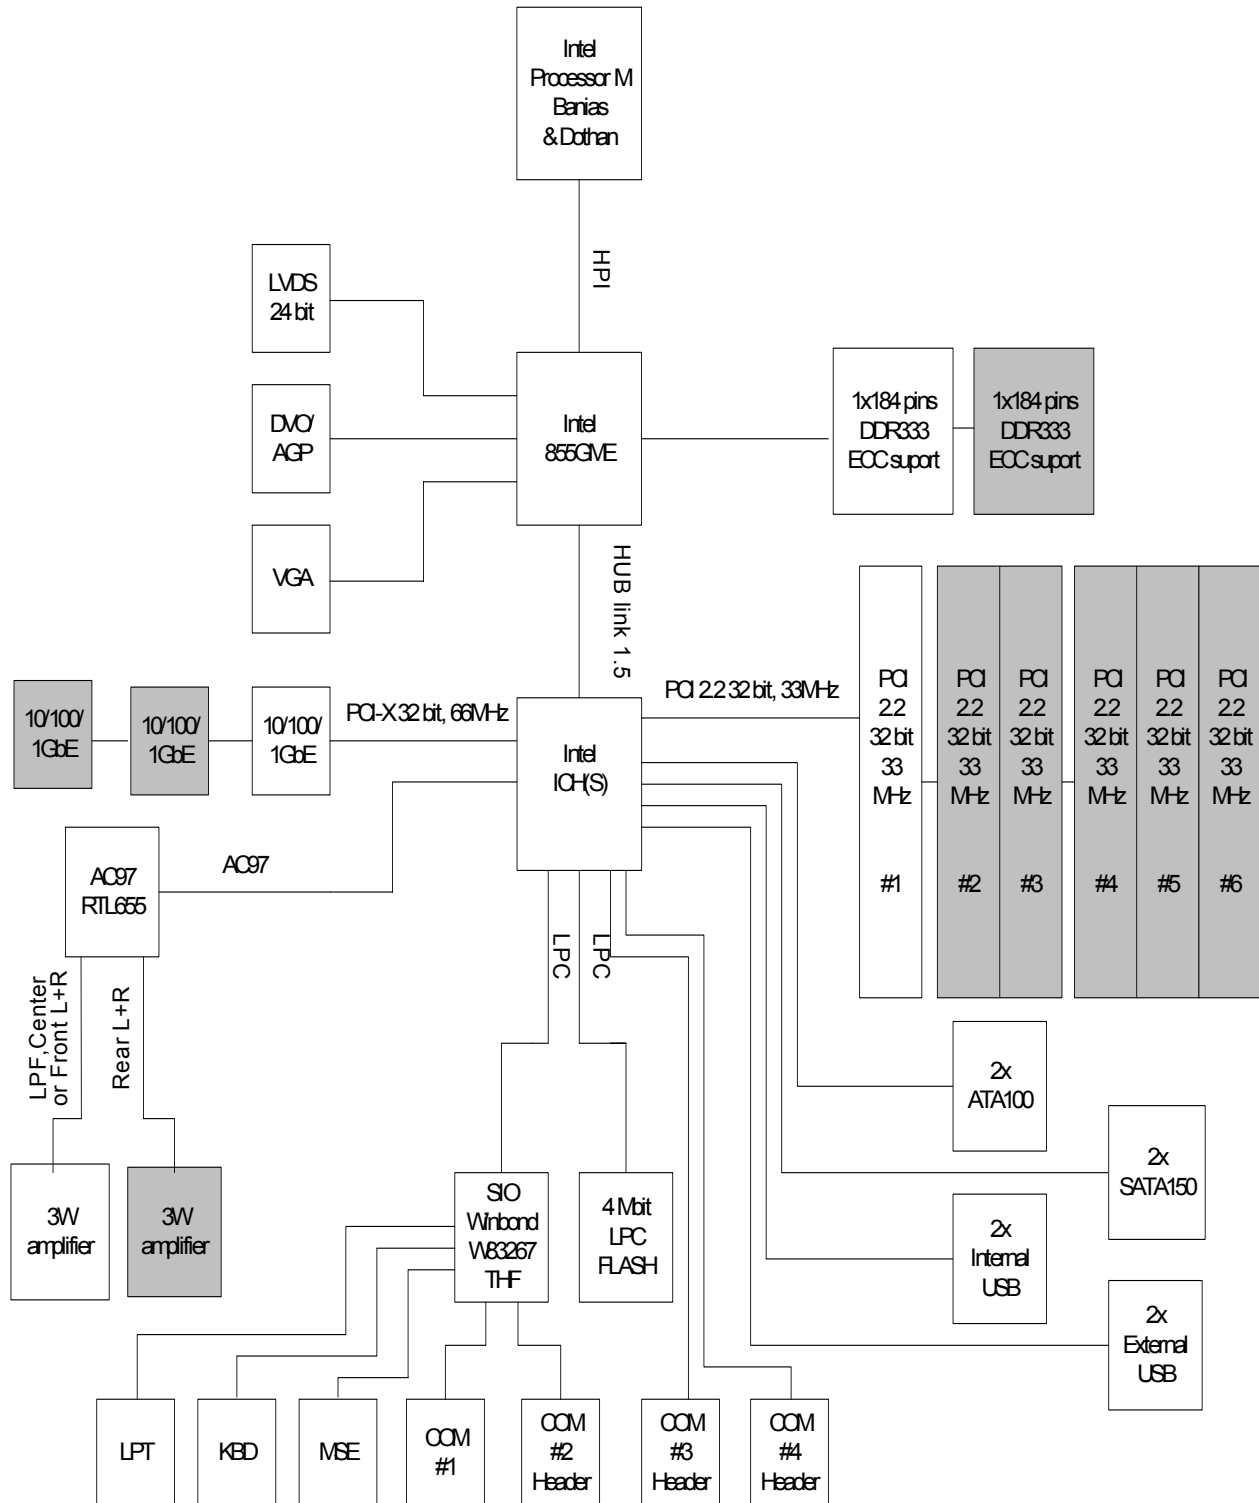 Intel
Processor M
Banias
& Dothan
HPI
LVDS
24 bit
DVO/
AGP
VGA
Intel
855GME
1x184 pins
DDR333
EOC suport
1x184 pins
DDR333
EOC suport
HUB link 1.5
10/100/
1GbE
10/100/
1GbE
10/100/
1GbE
PCI-X 32 bit, 66MHz
PCI 2.2 32 bit, 33MHz
Intel
ICH(S)
PCI
2.2
32 bit
33
MHz
#1
PCI
2.2
32 bit
33
MHz
#2
PCI
2.2
32 bit
33
MHz
#3
PCI
2.2
32 bit
33
MHz
#4
PCI
2.2
32 bit
33
MHz
#5
PCI
2.2
32 bit
33
MHz
#6
AC97
RTL655
AC97
LPC
LPC
LPF,Center
or Front L+R
Rear L+R
3W
amplifier
3W
amplifier
SIO
Winbond
W83267
THF
4 Mbit
LPC
FLASH
2x
ATA100
2x
SATA150
2x
Internal
USB
2x
External
USB
LPT
KBD
MSE
COM
#1
COM
#2
Header
COM
#3
Header
COM
#4
Header